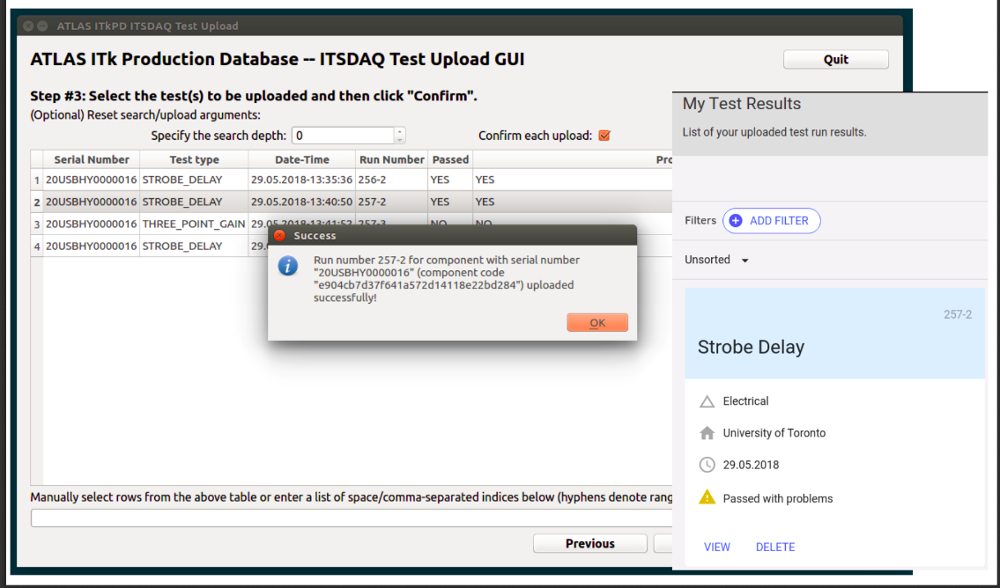 ATLAS ITkPD ITSDAQ Test Upload
ATLAS ITk Production Database -- ITSDAQ Test Upload GUI
Quit
Step #3: Select the test(s) to be uploaded and then click "Confirm".
(Optional) Reset search/upload arguments:
Specify the search depth: 0
Confirm each upload:
Serial Number Test type Date-Time Run Number Passed
1 20USBHY0000016 STROBE_DELAY 29.05.2018-13:35:36 256-2 YES YES
2 20USBHY0000016 STROBE_DELAY 29.05.2018-13:40:50 257-2 YES YES
3 20USBHY0000016 THREE_POINT_GAIN 29.05.2018-13:41:52 257-3 NO NO
4 20USBHY0000016 STROBE_DELAY 29.
Success
Run number 257-2 for component with serial number
"20USBHY0000016" (component code
"e904cb7d37f641a572d14118e22bd284") uploaded
successfully!
OK
Manually select rows from the above table or enter a list of space/comma-separated indices below (hyphens denote
Previous
My Test Results
List of your uploaded test run results.
Filters
ADD FILTER
Unsorted
257-2
Strobe Delay
Electrical
University of Toronto
29.05.2018
Passed with problems
VIEW DELETE